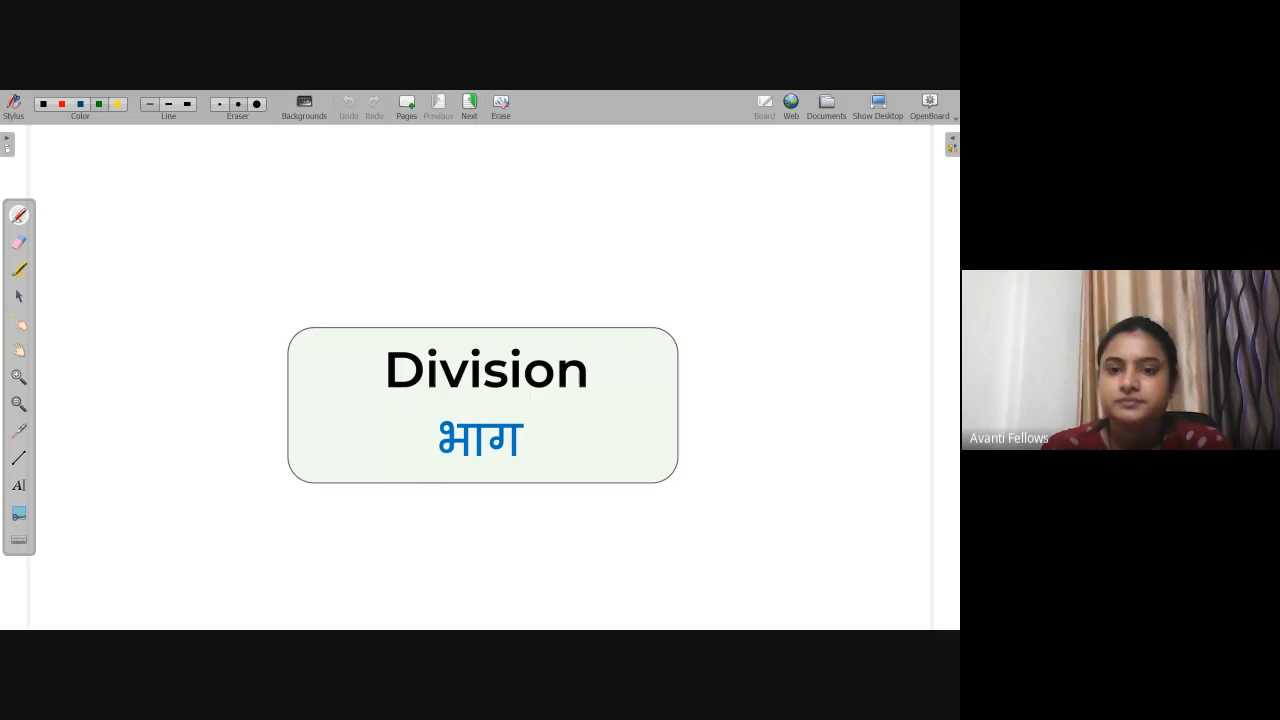 Stylus
Color
Line
Eraser
Backgrounds
Undo
Redo
Pages
Previous
Next
Erase
Board
Web
Documents
Show Desktop
OpenBoard
Division
भाग
AI
Avanti Fellows